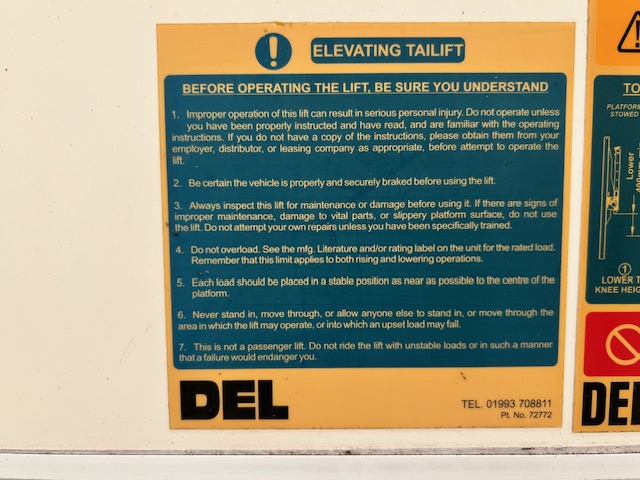 ELEVATING TAILIFT
BEFORE OPERATING THE LIFT, BE SURE YOU UNDERSTAND
1. Improper operation of this lift can result in serious personal injury. Do not operate unless
you have been properly instructed and have read, and are familiar with the operating
instructions. If you do not have a copy of the instructions, please obtain them from your
employer, distributor, or leasing company as appropriate, before attempt to operate the
lift.
2. Be certain the vehicle is properly and securely braked before using the lift.
3. Always inspect this lift for maintenance or damage before using it. If there are signs of
improper maintenance, damage to vital parts, or slippery platform surface, do not use
the lift. Do not attempt your own repairs unless you have been specifically trained.
4. Do not overload. See the mfg. Literature and/or rating label on the unit for the rated load.
Remember that this limit applies to both rising and lowering operations.
5. Each load should be placed in a stable position as near as possible to the centre of the
platform.
6. Never stand in, move through, or allow anyone else to stand in, or move through the
area in which the lift may operate, or into which an upset load may fall.
7. This is not a passenger lift. Do not ride the lift with unstable loads or in such a manner
that a failure would endanger you.
DEL
TEL. 01993 708811
Pt. No. 72772
TO
PLATFORM
STOWED
Lower
1
LOWER T
KNEE HEIG
DEL